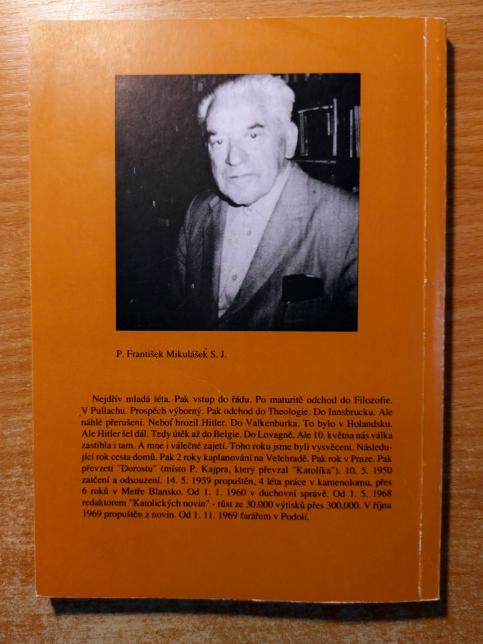 P. František Mikulášek S. J.
Nejdřív mladá léta. Pak vstup do řádu. Po maturitě odchod do Filozofie.
V Pullachu. Prospěch výborný. Pak odchod do Theologie. Do Innsbrucku. Ale
náhlé přerušení. Neboť hrozil Hitler. Do Valkenburka. To bylo v Holandsku.
Ale Hitler šel dál. Tedy útěk až do Belgie. Do Lovagně. Ale 10. května nás válka
zastihla i tam. A mne i válečné zajetí. Toho roku jsme byli vysvěceni. Následu-
jící rok cesta domů. Pak 2 roky kaplanování na Velehradě. Pak rok v Praze. Pak
převzetí "Dorostu" (místo P. Kajpra, který převzal "Katolíka"). 10. 5. 1950
zatčení a odsouzení. 14. 5. 1959 propuštěn, 4 léta práce v kamenolomu, přes
6 roků v Metře Blansko. Od 1. 1. 1960 v duchovní správě. Od 1. 5. 1968
redaktorem "Katolických novin" - růst ze 30.000 výtisků přes 300.000. V říjnu
1969 propuštěn z novin. Od 1. 11. 1969 farářem v Podolí.